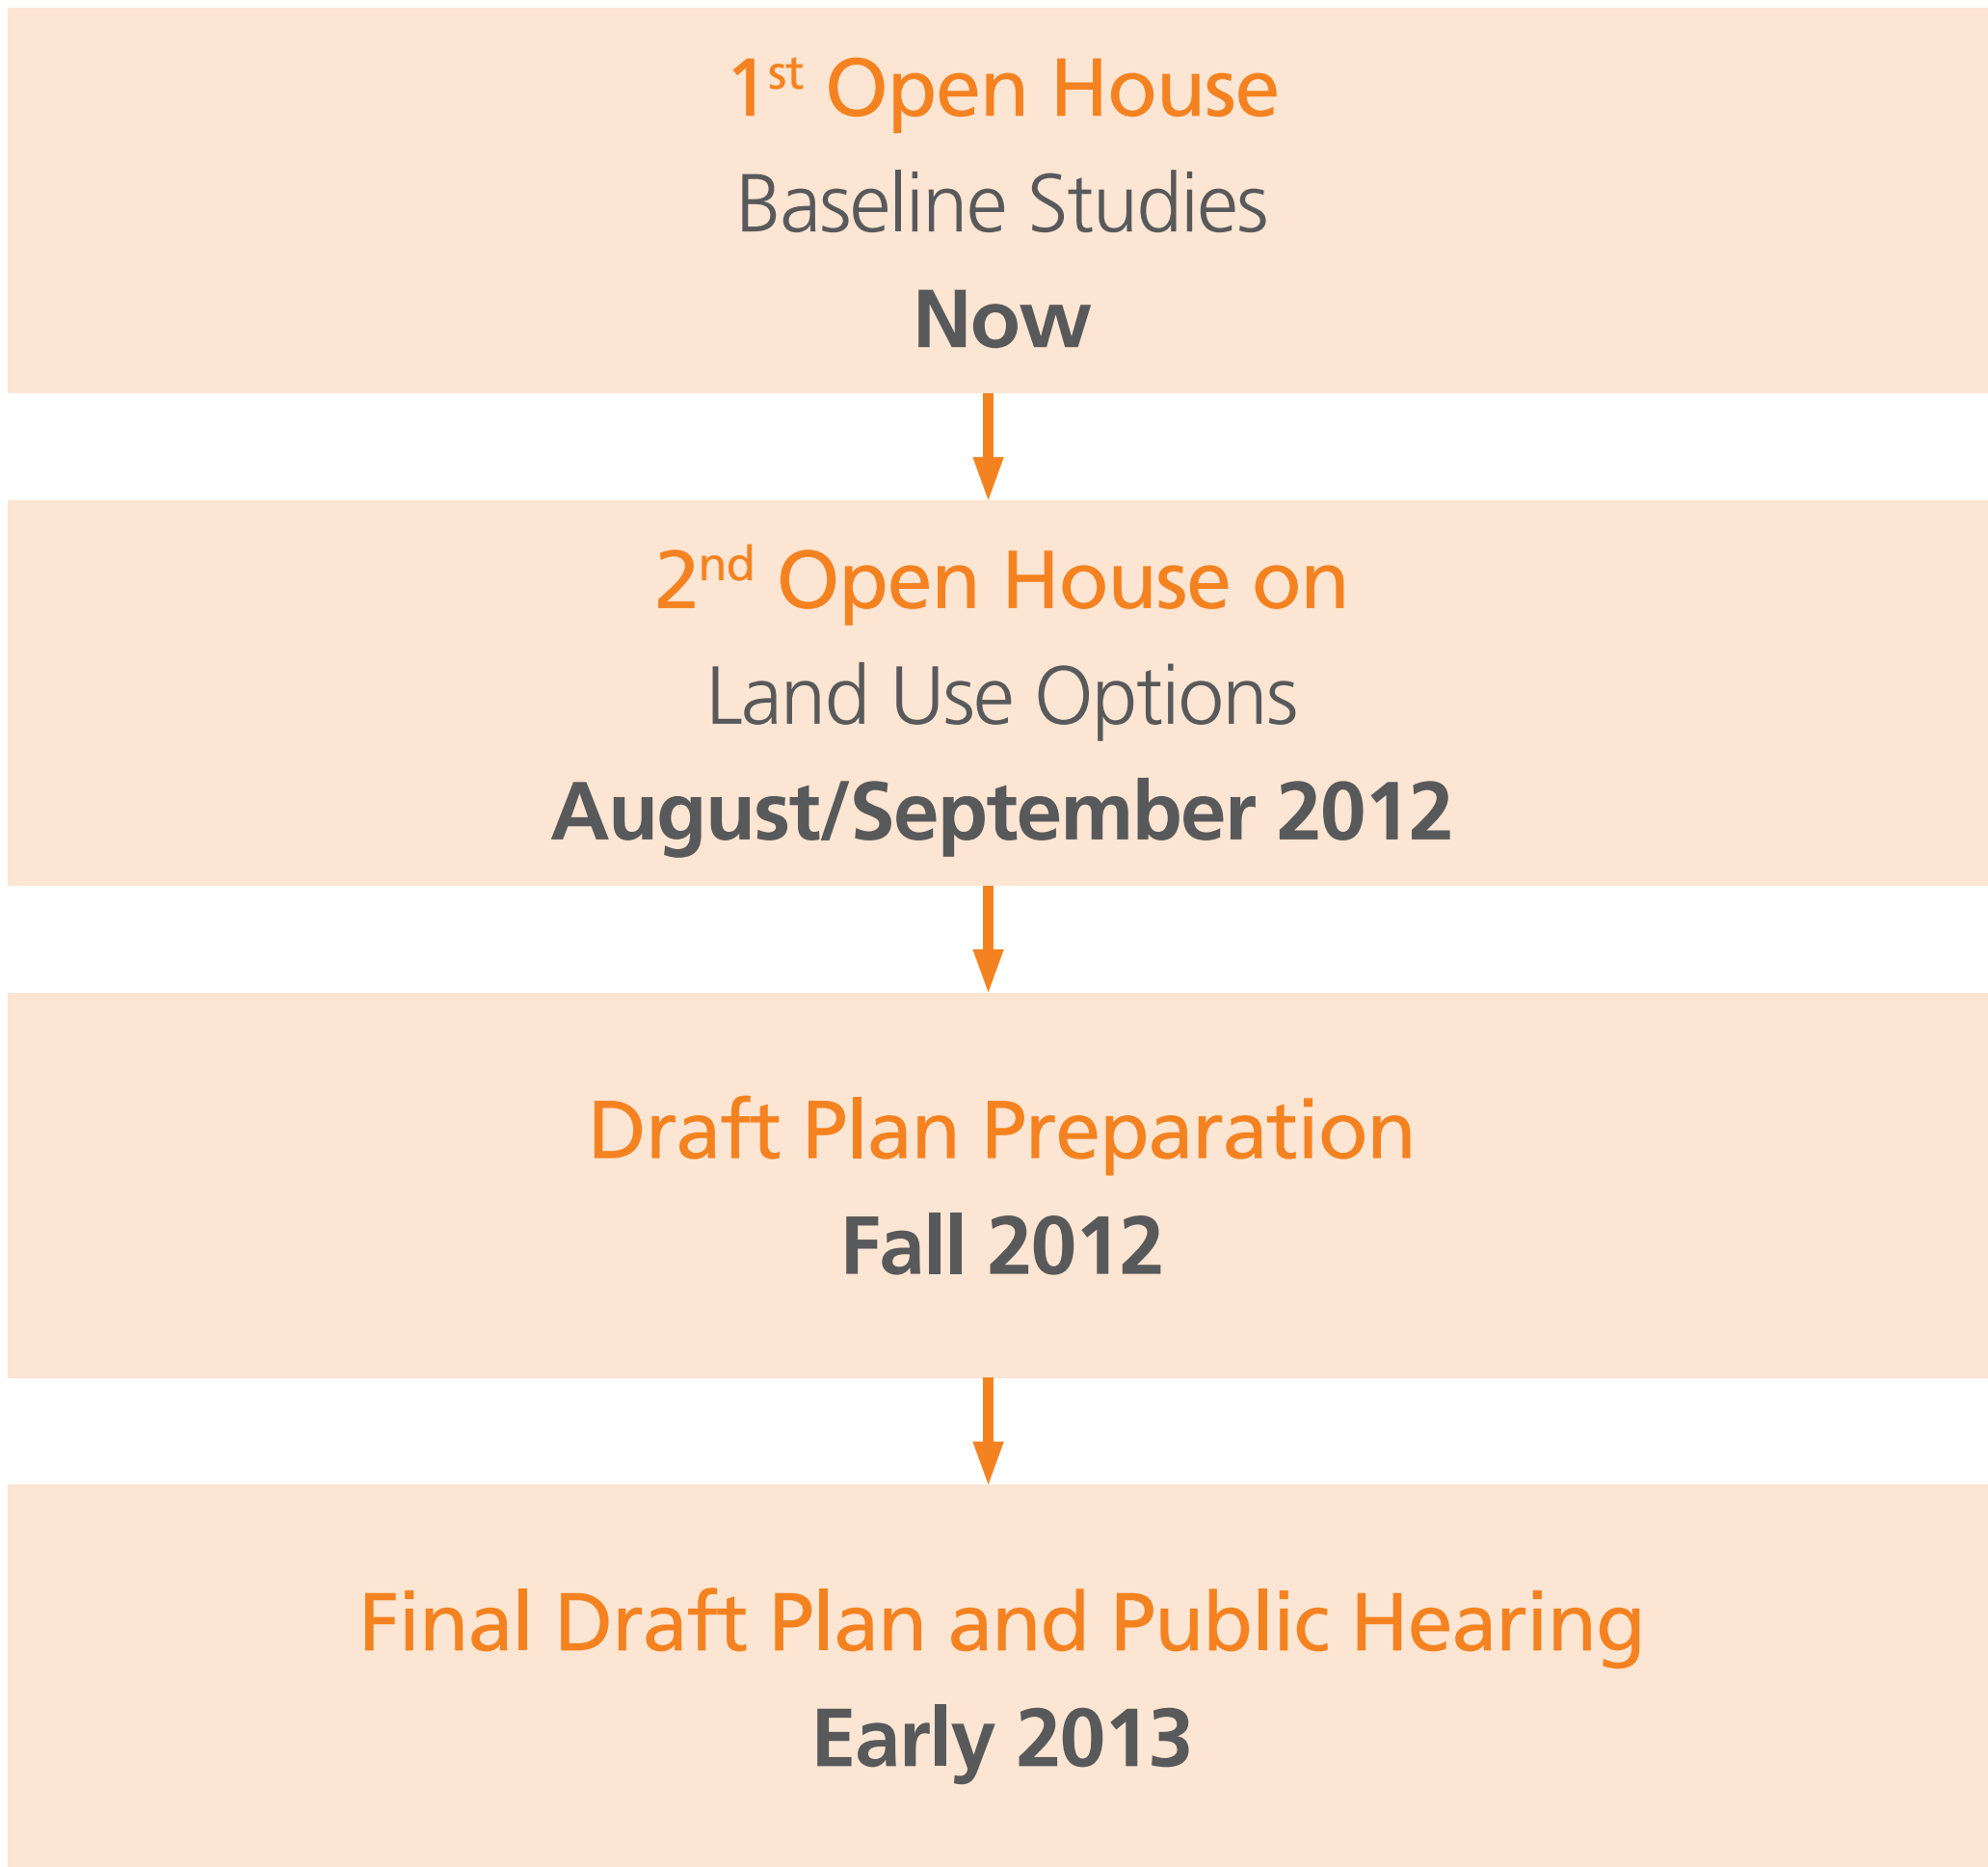 1st Open House
Baseline Studies
Now
2nd Open House on
Land Use Options
August/September 2012
Draft Plan Preparation
Fall 2012
Final Draft Plan and Public Hearing
Early 2013